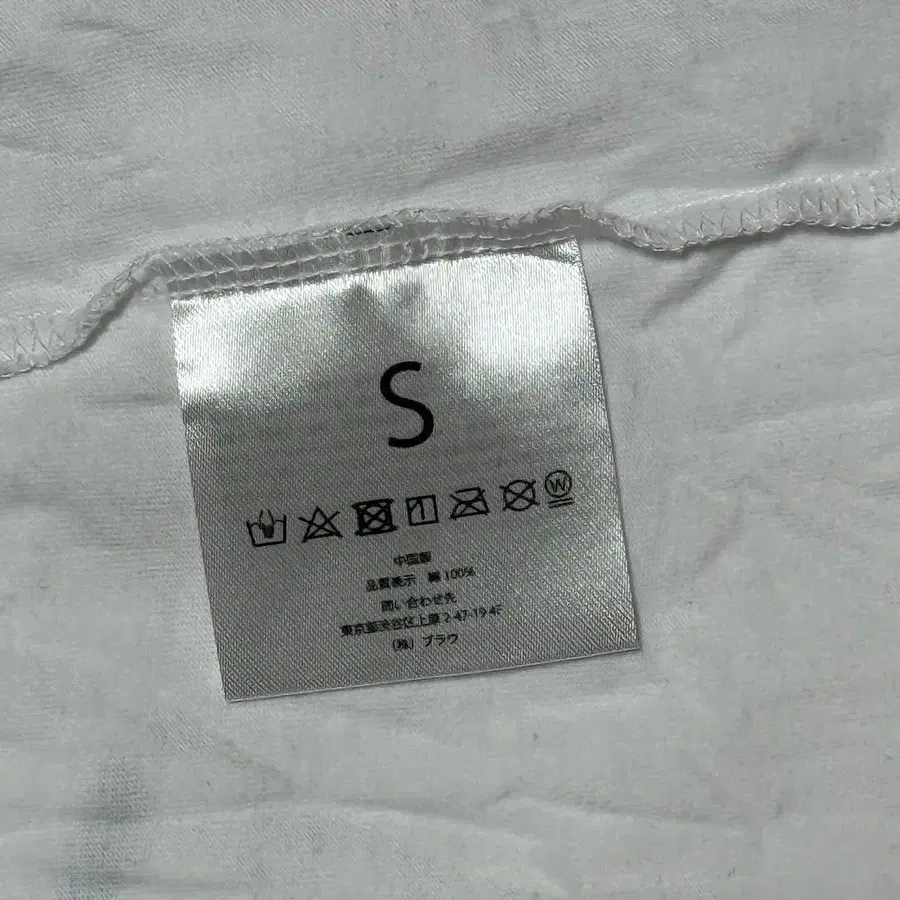 S
W
中国製
品質表示 綿 100%
問い合わせ先
東京都渋谷区上原 2-47-19 4F
(株) ブラウ